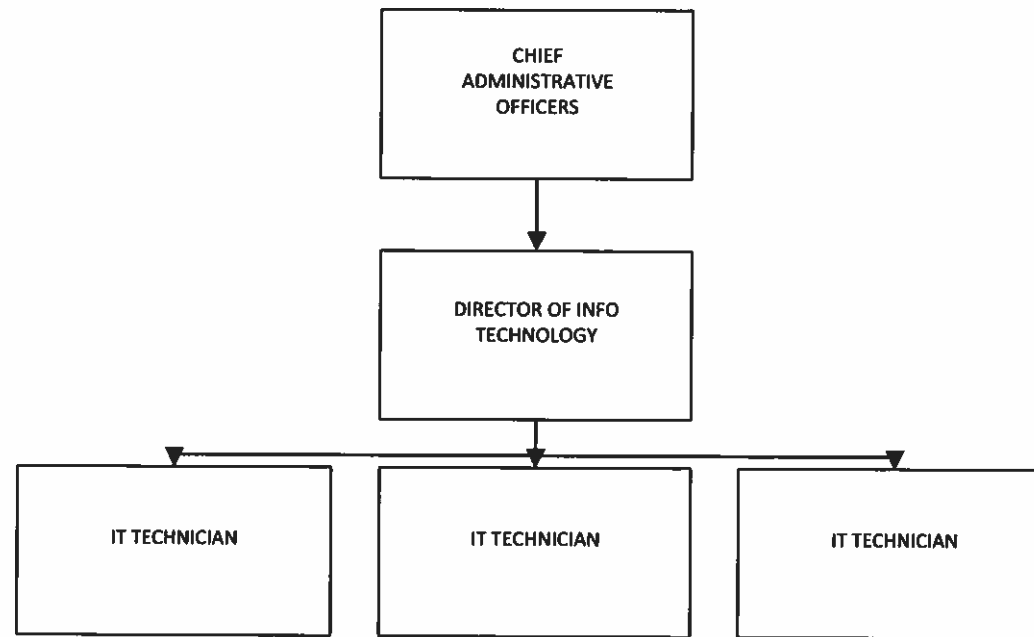 CHIEF
ADMINISTRATIVE
OFFICERS
DIRECTOR OF INFO
TECHNOLOGY
IT TECHNICIAN
IT TECHNICIAN
IT TECHNICIAN